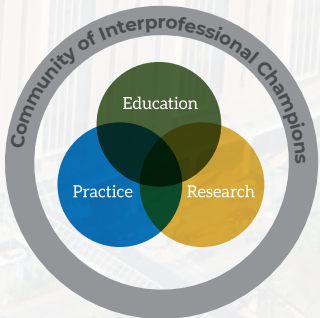 Community of Interprofessional Champions
Education
Practice
Research